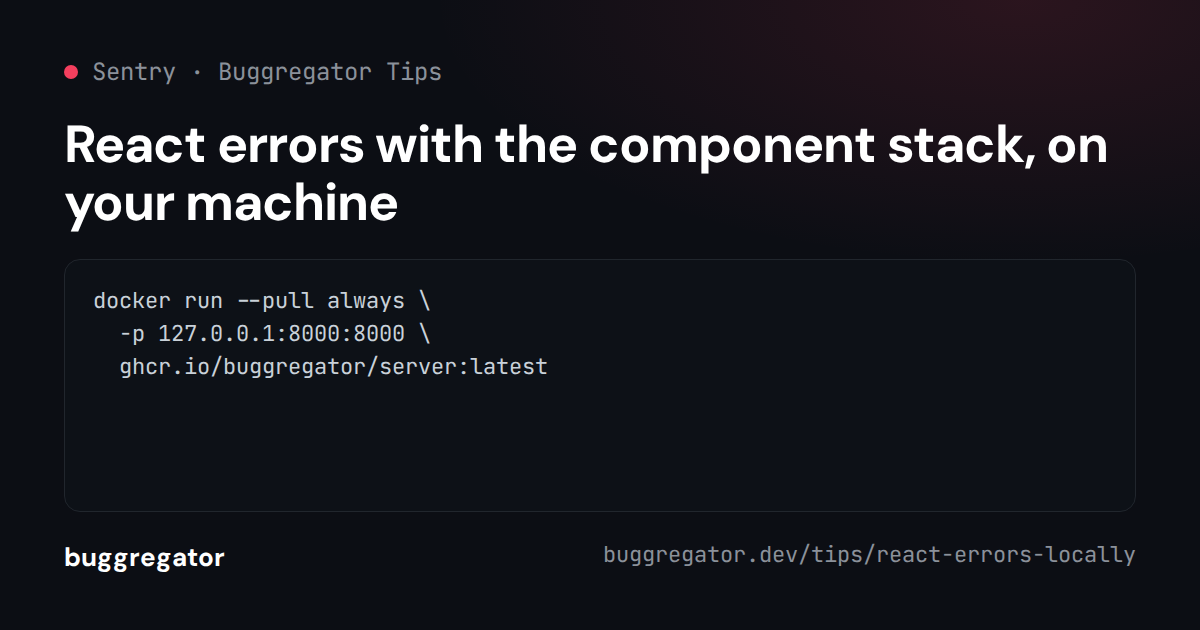 Sentry · Buggregator Tips
React errors with the component stack, on
your machine
docker run --pull always \
  -p 127.0.0.1:8000:8000 \
  ghcr.io/buggregator/server:latest
buggregator
buggregator.dev/tips/react-errors-locally